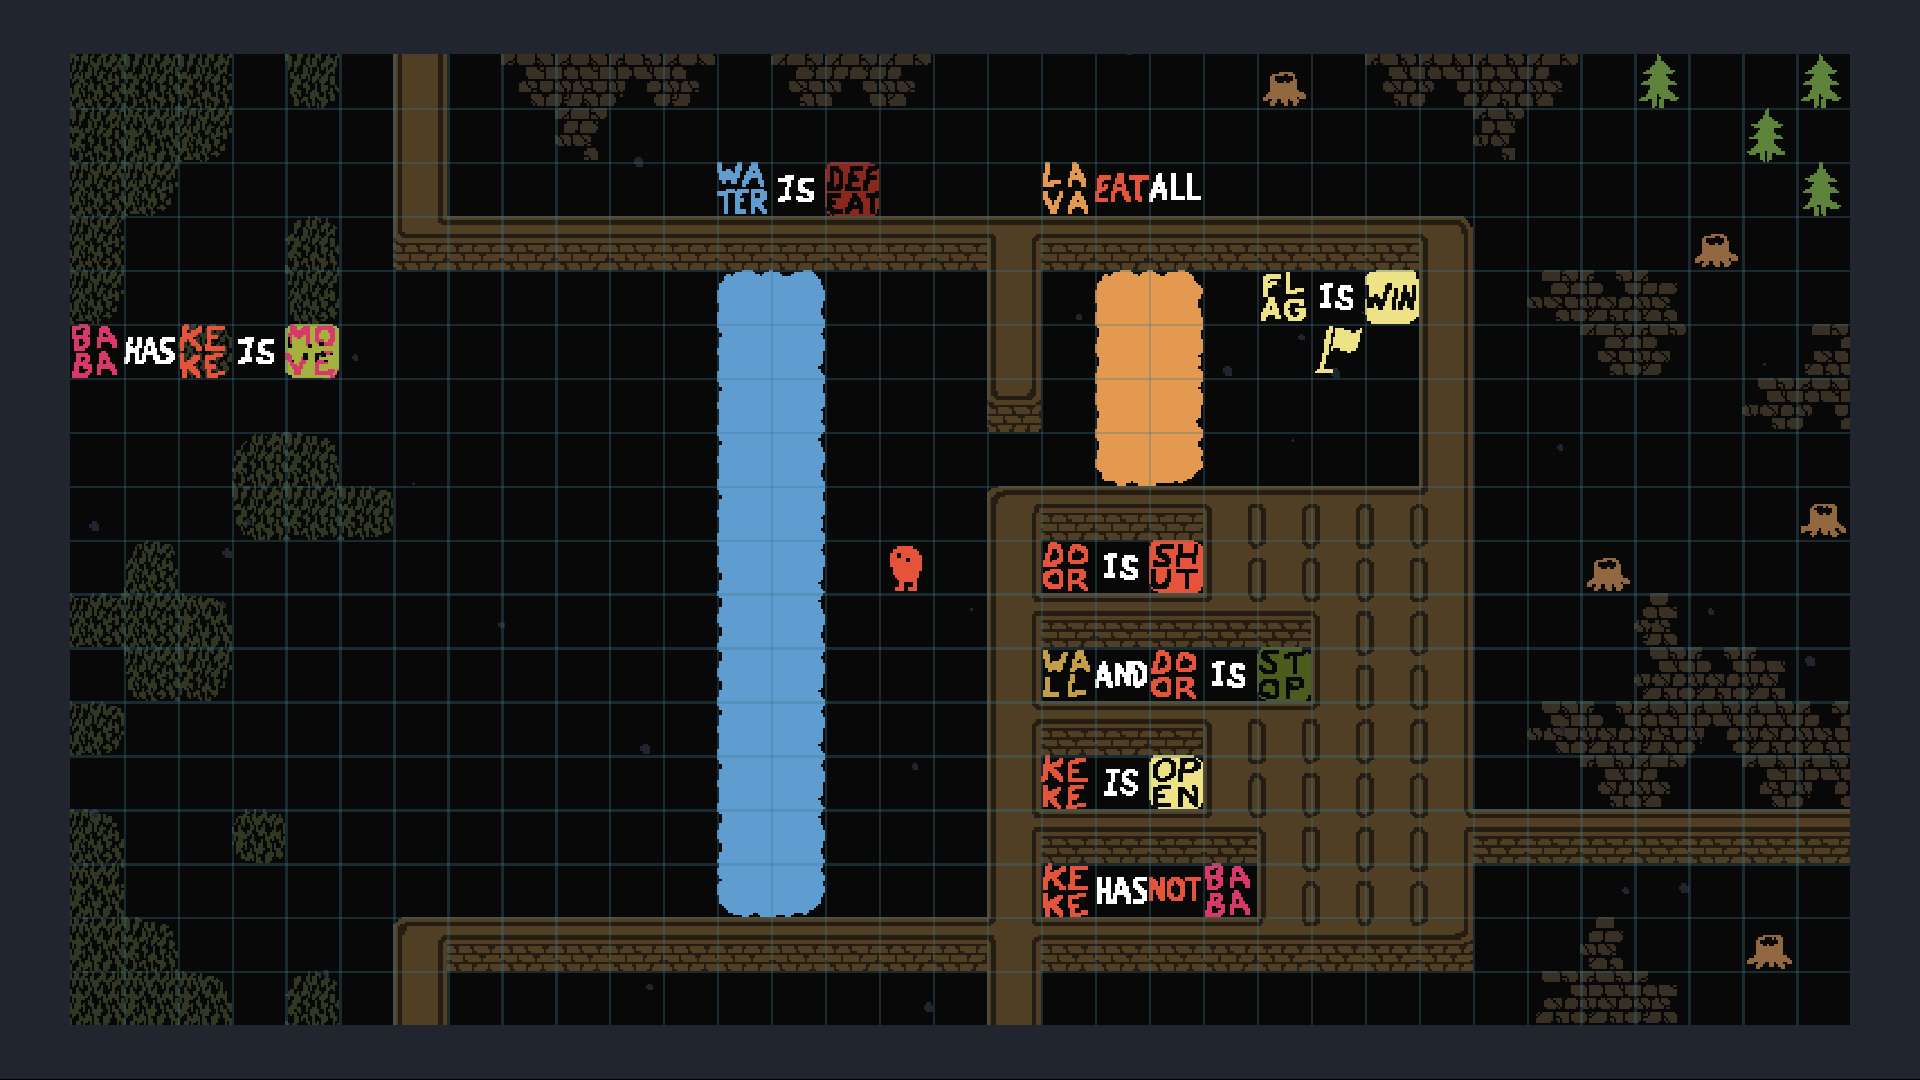 WATER IS DEFEAT
LAVA EAT ALL
FLAG IS WIN
BABA HAS KEKE IS MOVE
DOOR IS SHUT
WALL AND DOOR IS STOP
KEKE IS OPEN
KEKE HAS NOT BABA